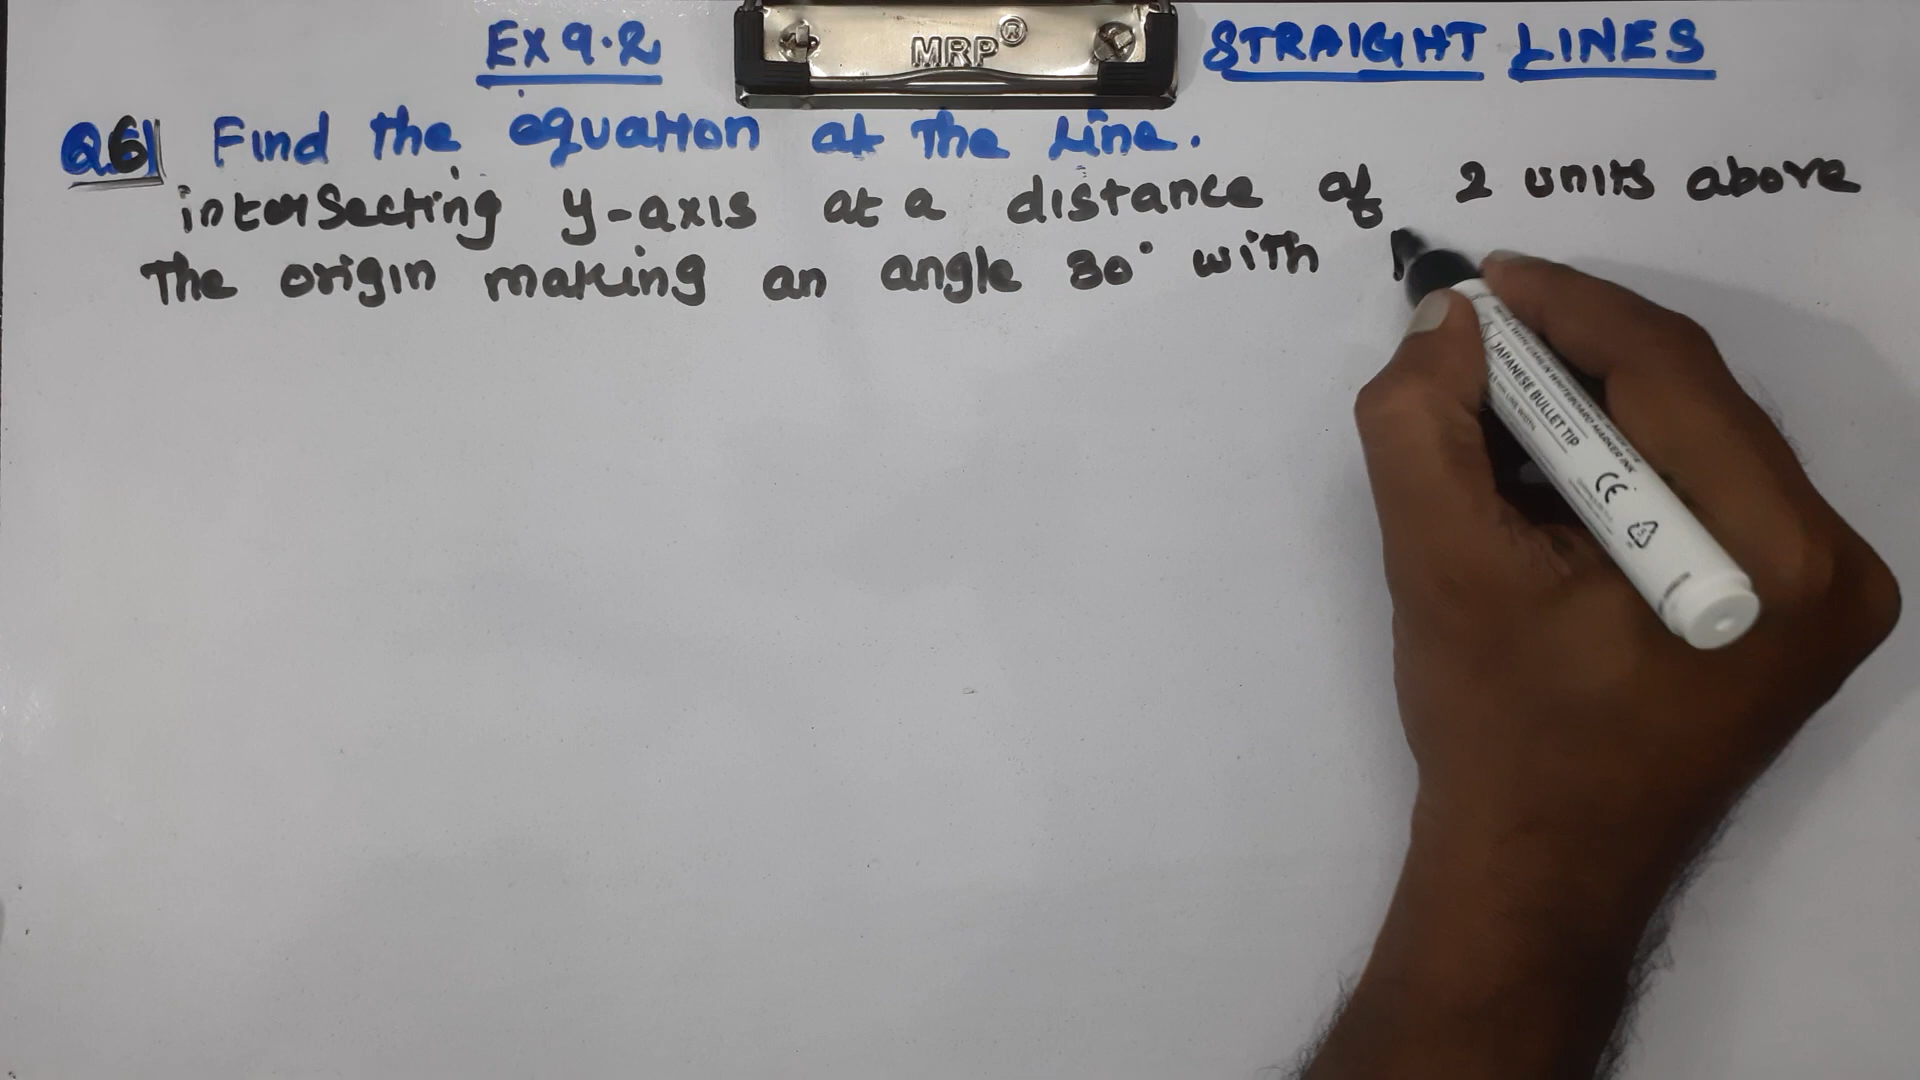 EX 9.2
MRP®
STRAIGHT LINES
Q6| Find the equation at the Line.
intersecting y-axis at a distance of 2 units above
The origin making an angle 30° with
JAPANESE BULLET TIP
CE